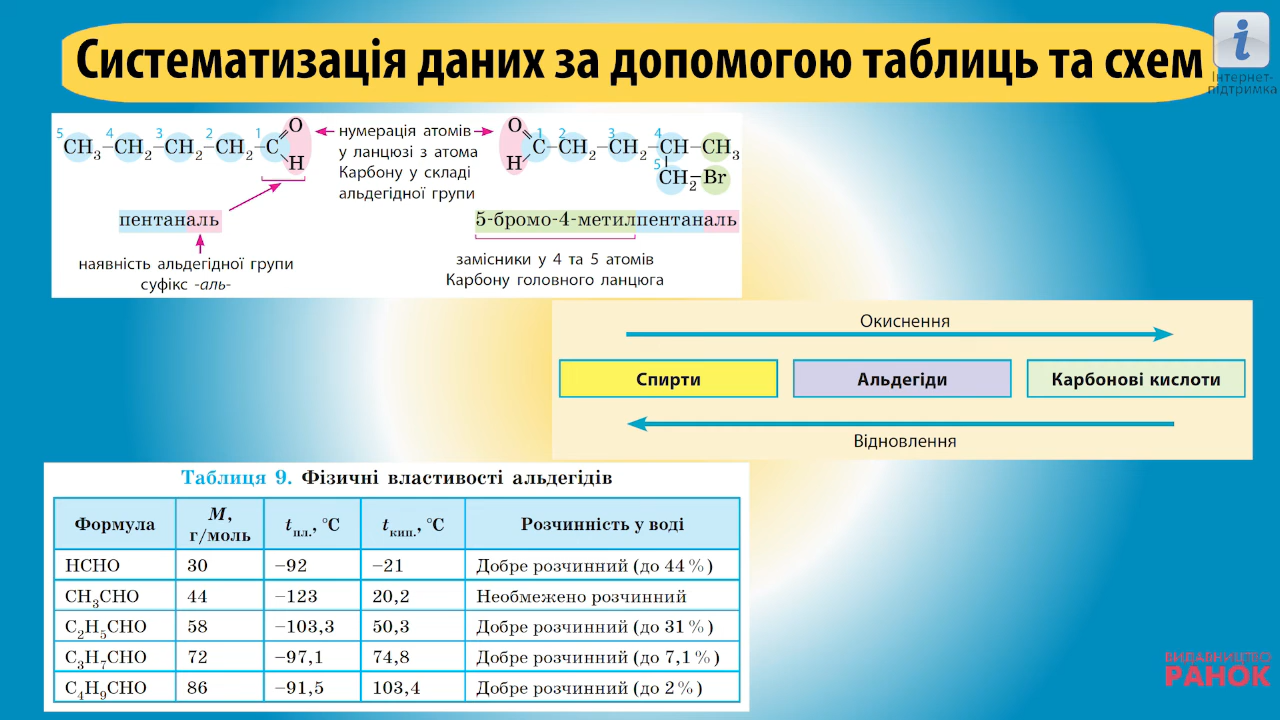 Систематизація даних за допомогою таблиць та схем
Інтернет-
підтримка
5 4 3 2 1
CH₃–CH₂–CH₂–CH₂–C
O
H
пентаналь
наявність альдегідної групи
суфікс -аль-
нумерація атомів
у ланцюзі з атома
Карбону у складі
альдегідної групи
O
H
1 2 3 4
C–CH₂–CH₂–CH–CH₃
5
CH₂–Br
5-бромо-4-метилпентаналь
замісники у 4 та 5 атомів
Карбону головного ланцюга
Окиснення
Спирти Альдегіди Карбонові кислоти
Відновлення
Таблиця 9. Фізичні властивості альдегідів
Формула M, г/моль tпл., °C tкип., °C Розчинність у воді
HCHO 30 –92 –21 Добре розчинний (до 44 %)
CH₃CHO 44 –123 20,2 Необмежено розчинний
C₂H₅CHO 58 –103,3 50,3 Добре розчинний (до 31 %)
C₃H₇CHO 72 –97,1 74,8 Добре розчинний (до 7,1 %)
C₄H₉CHO 86 –91,5 103,4 Добре розчинний (до 2 %)
ВИДАВНИЦТВО
РАНОК